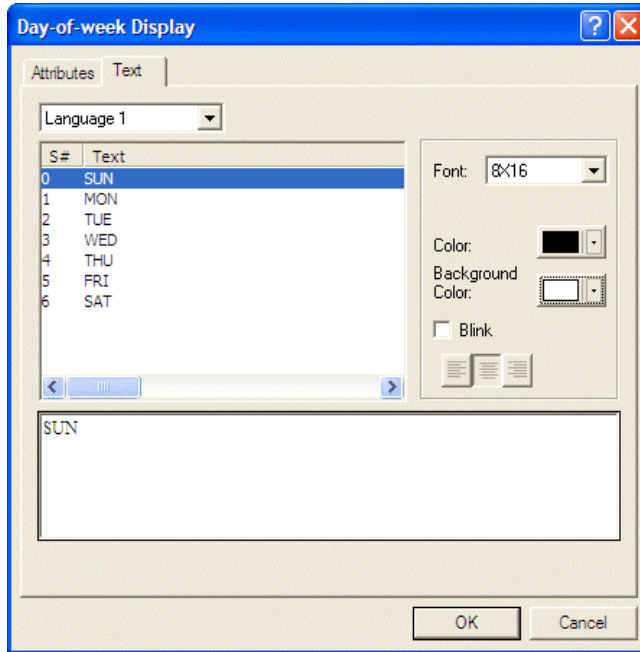 Day-of-week Display
Attributes Text
Language 1
S# Text
0 SUN
1 MON
2 TUE
3 WED
4 THU
5 FRI
6 SAT
Font: 8X16
Color:
Background
Color:
Blink
SUN
OK Cancel